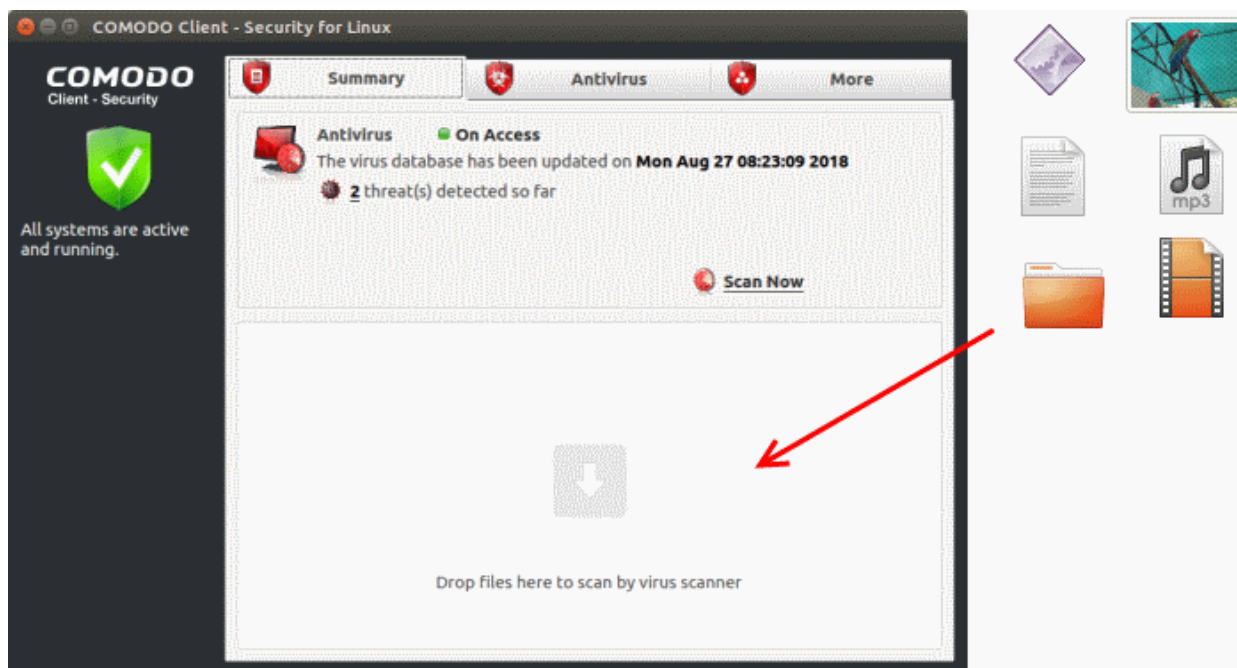 COMODO Client - Security for Linux
COMODO
Client - Security
Summary
Antivirus
More
Antivirus On Access
The virus database has been updated on Mon Aug 27 08:23:09 2018
2 threat(s) detected so far
All systems are active
and running.
Scan Now
Drop files here to scan by virus scanner
mp3